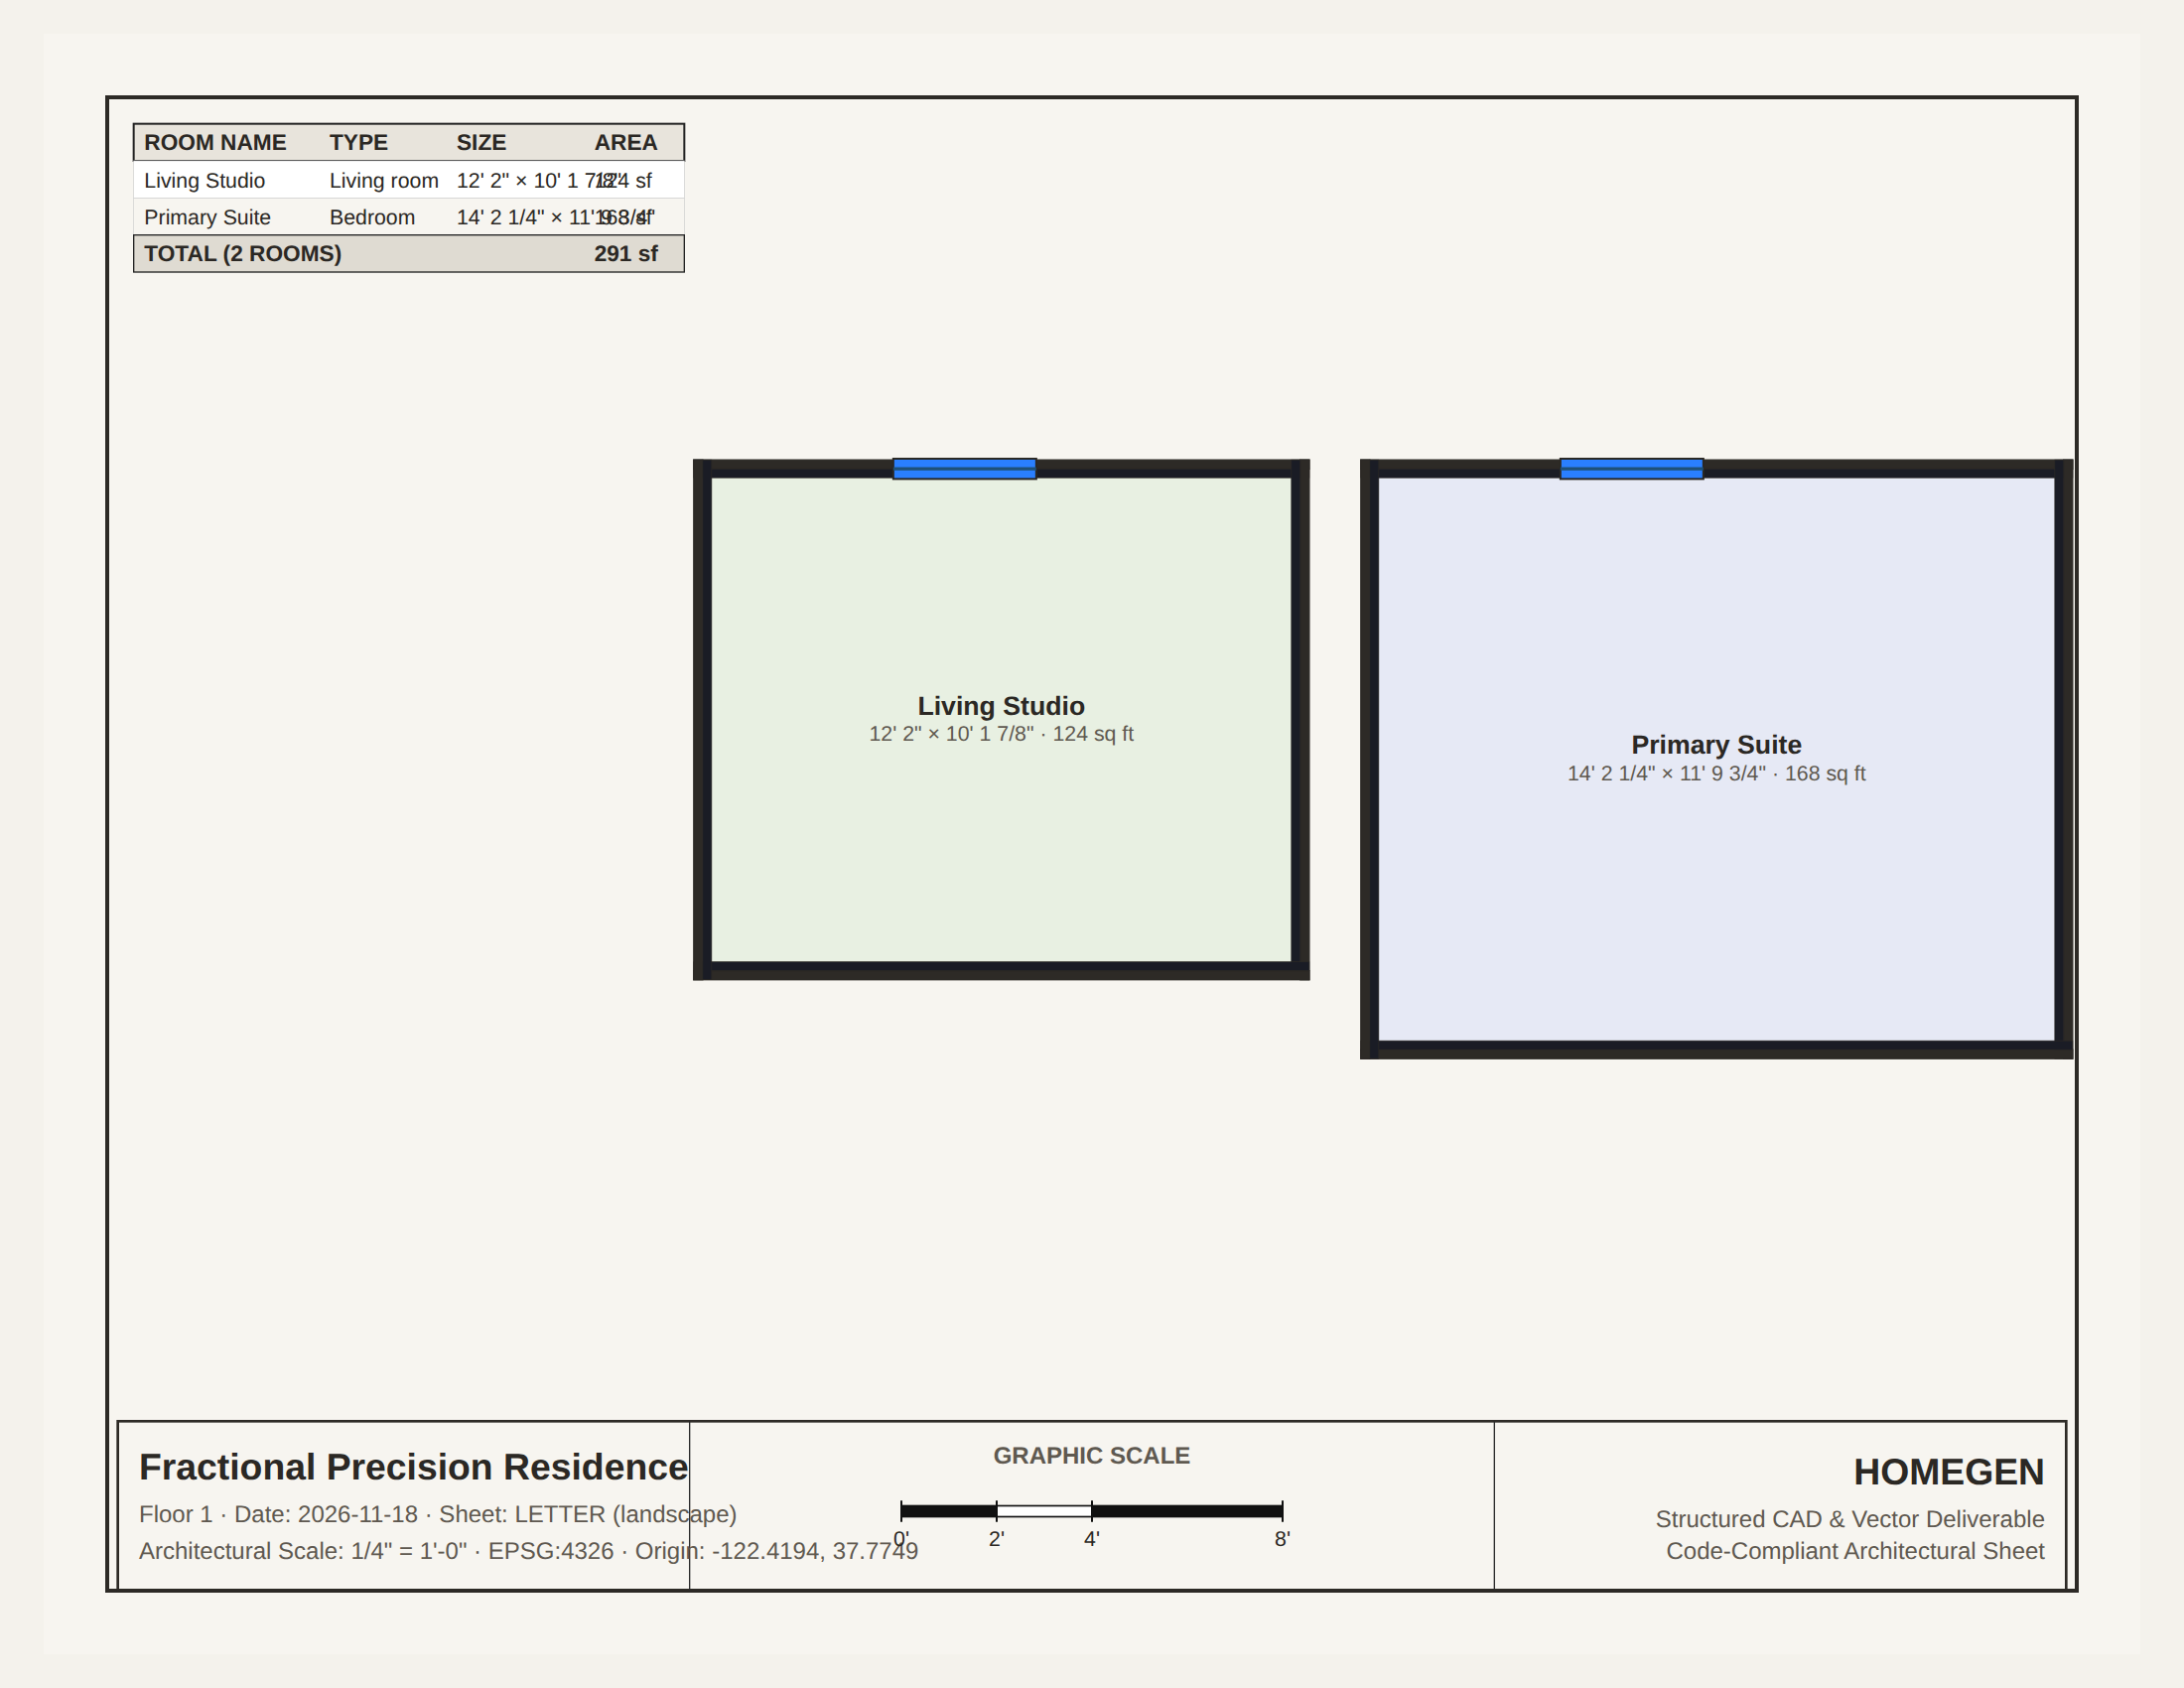 ROOM NAME TYPE SIZE AREA
Living Studio Living room 12' 2" × 10' 1 7/8" 124 sf
Primary Suite Bedroom 14' 2 1/4" × 11' 9 3/4" 168 sf
TOTAL (2 ROOMS) 291 sf
Living Studio
12' 2" × 10' 1 7/8" · 124 sq ft
Primary Suite
14' 2 1/4" × 11' 9 3/4" · 168 sq ft
Fractional Precision Residence
Floor 1 · Date: 2026-11-18 · Sheet: LETTER (landscape)
Architectural Scale: 1/4" = 1'-0" · EPSG:4326 · Origin: -122.4194, 37.7749
GRAPHIC SCALE
0' 2' 4' 8'
HOMEGEN
Structured CAD & Vector Deliverable
Code-Compliant Architectural Sheet